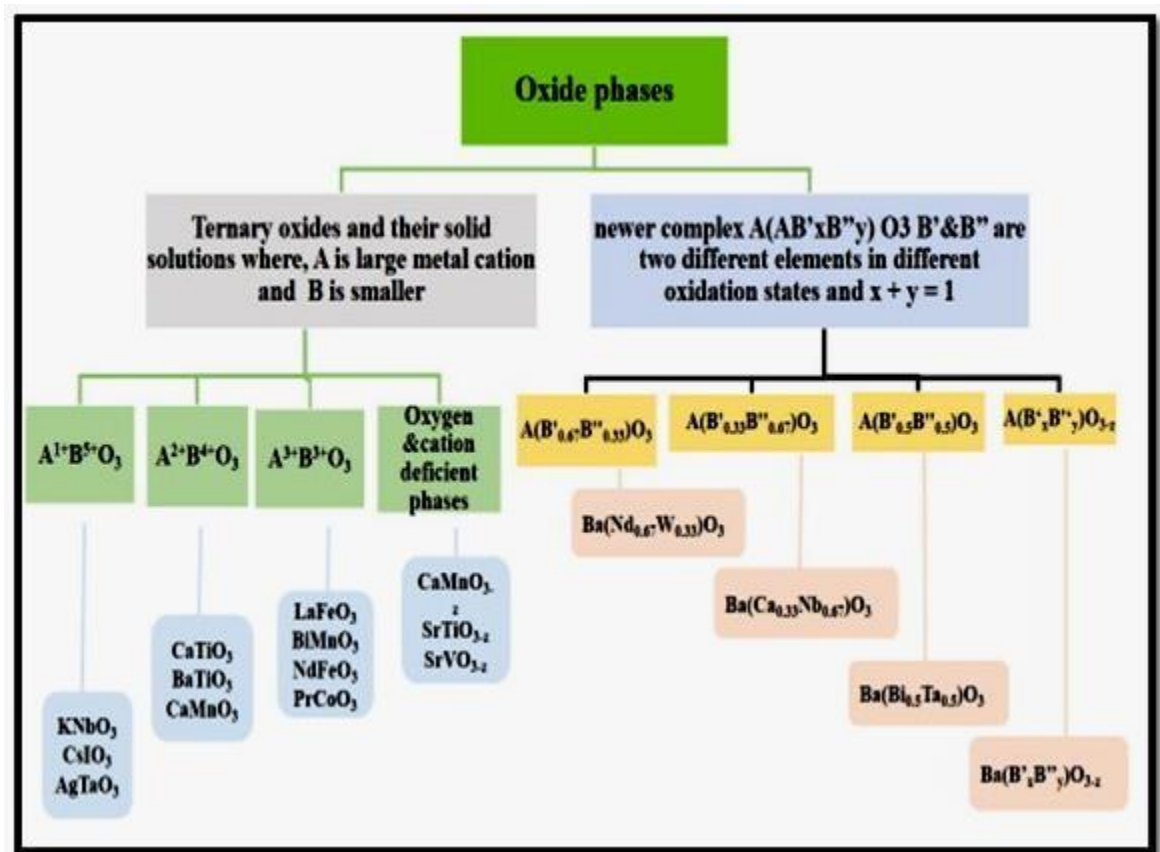 Oxide phases
Ternary oxides and their solid
solutions where, A is large metal cation
and B is smaller
newer complex A(AB’xB”y) O3 B’&B” are
two different elements in different
oxidation states and x + y = 1
A¹⁺B⁵⁺O₃
A²⁺B⁴⁺O₃
A³⁺B³⁺O₃
Oxygen
&cation
deficient
phases
A(B'₀.₆₇B''₀.₃₃)O₃
A(B'₀.₃₃B''₀.₆₇)O₃
A(B'₀.₅B''₀.₅)O₃
A(B‘ₓB"‘ᵧ)O₃₋z
KNbO₃
CsIO₃
AgTaO₃
CaTiO₃
BaTiO₃
CaMnO₃
LaFeO₃
BiMnO₃
NdFeO₃
PrCoO₃
CaMnO₃₋
z
SrTiO₃₋z
SrVO₃₋z
Ba(Nd₀.₆₇W₀.₃₃)O₃
Ba(Ca₀.₃₃Nb₀.₆₇)O₃
Ba(Bi₀.₅Ta₀.₅)O₃
Ba(B’ₓB”ᵧ)O₃₋z